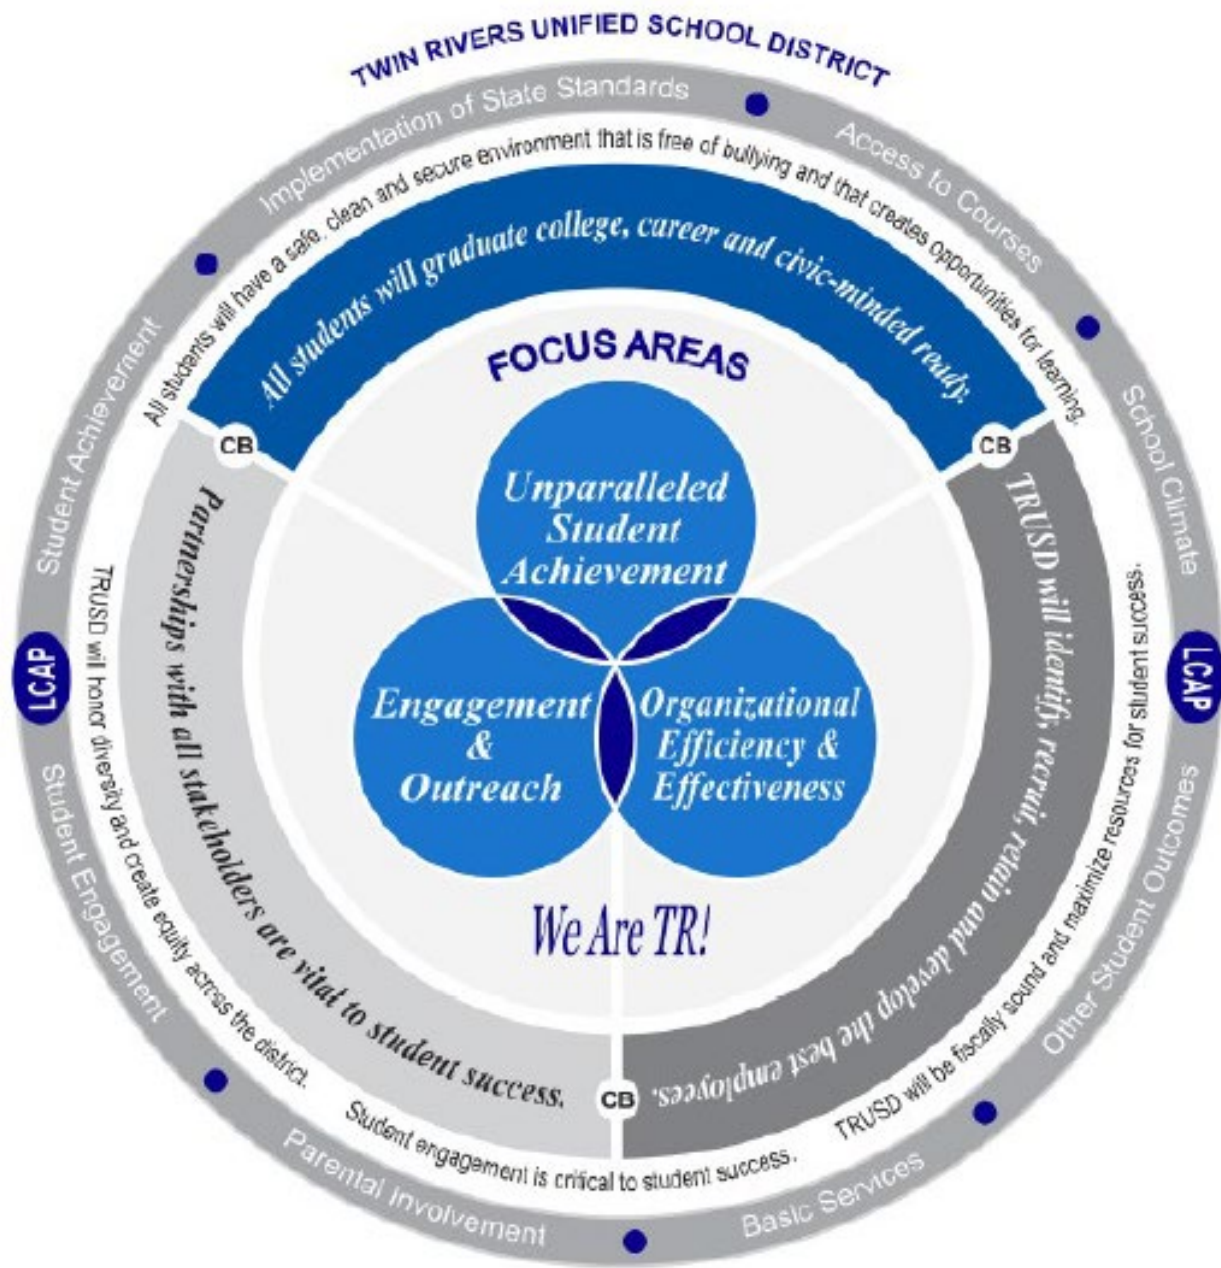 TWIN RIVERS UNIFIED SCHOOL DISTRICT
Implementation of State Standards
Access to Courses
School Climate
LCAP
Other Student Outcomes
Basic Services
Parental Involvement
Student Engagement
LCAP
Student Achievement
All students will have a safe, clean and secure environment that is free of bullying and that creates opportunities for learning.
TRUSD will be fiscally sound and maximize resources for student success.
Student engagement is critical to student success.
TRUSD will honor diversity and create equity across the district.
All students will graduate college, career and civic-minded ready.
CB
TRUSD will identify, recruit, retain and develop the best employees.
CB
Partnerships with all stakeholders are vital to student success.
CB
FOCUS AREAS
Unparalleled
Student
Achievement
Engagement
&
Outreach
Organizational
Efficiency &
Effectiveness
We Are TR!